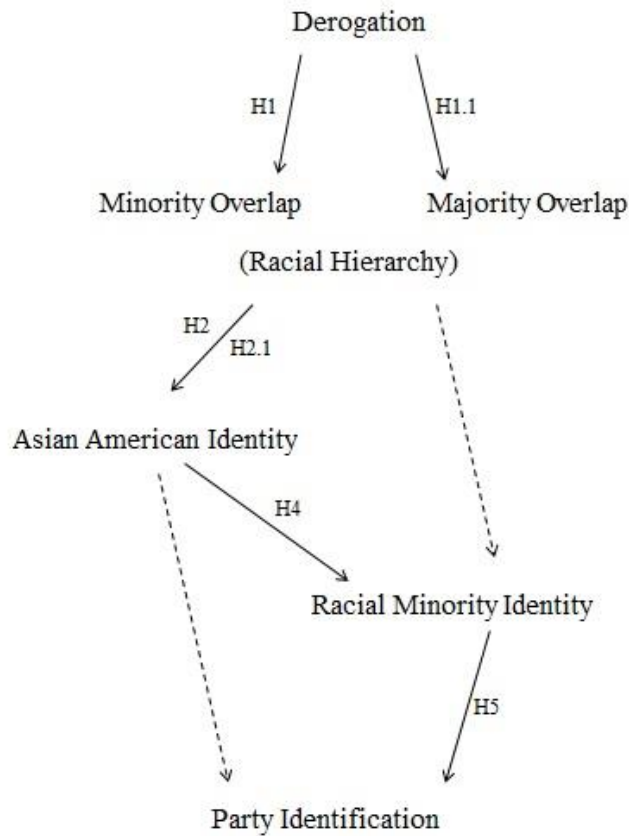 Derogation
H1
H1.1
Minority Overlap
Majority Overlap
(Racial Hierarchy)
H2
H2.1
Asian American Identity
H4
Racial Minority Identity
H5
Party Identification